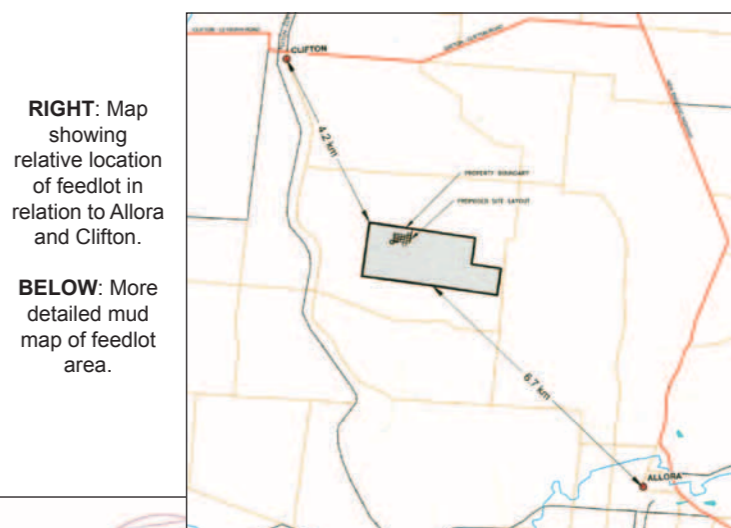 RIGHT: Map
showing
relative location
of feedlot in
relation to Allora
and Clifton.
BELOW: More
detailed mud
map of feedlot
area.
CLIFTON
4.2 km
PROPERTY BOUNDARY
PROPOSED SITE LAYOUT
6.7 km
ALLORA